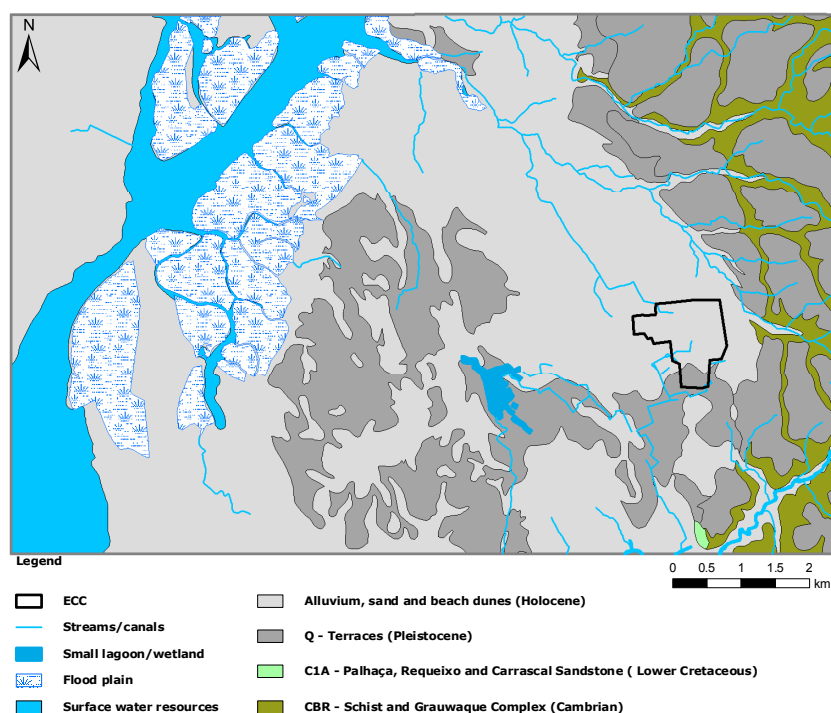 N
Legend
0 0.5 1 1.5 2
km
ECC
Streams/canals
Small lagoon/wetland
Flood plain
Surface water resources
Alluvium, sand and beach dunes (Holocene)
Q - Terraces (Pleistocene)
C1A - Palhaça, Requeixo and Carrascal Sandstone ( Lower Cretaceous)
CBR - Schist and Grauwaque Complex (Cambrian)